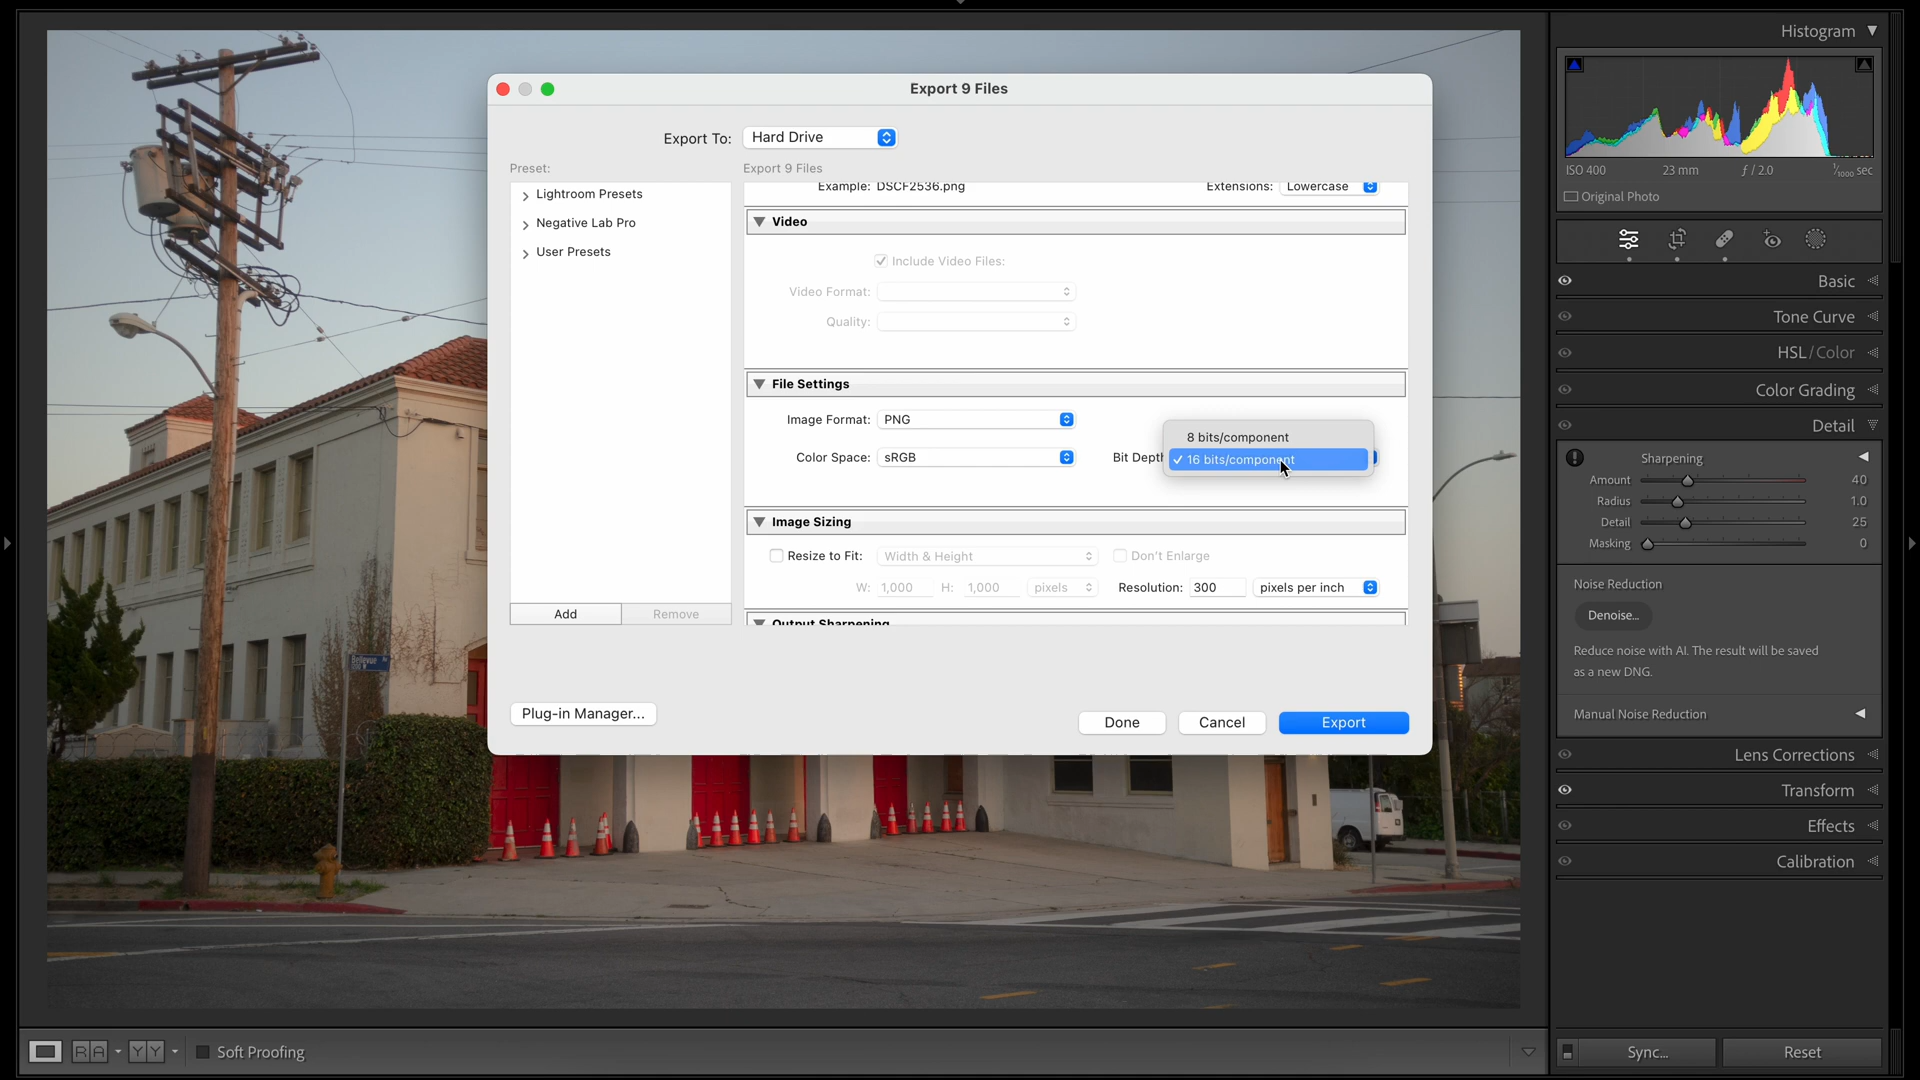 Export 9 Files
Export To: Hard Drive
Preset:
Export 9 Files
Lightroom Presets
Negative Lab Pro
User Presets
Add
Remove
Example: DSCF2536.png
Extensions: Lowercase
Video
Include Video Files:
Video Format:
Quality:
File Settings
Image Format: PNG
Color Space: sRGB
Bit Depth
8 bits/component
✓ 16 bits/component
Image Sizing
Resize to Fit: Width & Height
Don't Enlarge
W: 1,000 H: 1,000 pixels
Resolution: 300 pixels per inch
Output Sharpening
Plug-in Manager...
Done
Cancel
Export
Bellevue
Histogram
ISO 400 23 mm ƒ / 2.0 1/1000 sec
Original Photo
Basic
Tone Curve
HSL / Color
Color Grading
Detail
Sharpening
Amount 40
Radius 1.0
Detail 25
Masking 0
Noise Reduction
Denoise...
Reduce noise with AI. The result will be saved
as a new DNG.
Manual Noise Reduction
Lens Corrections
Transform
Effects
Calibration
R A
Y Y
Soft Proofing
Sync...
Reset